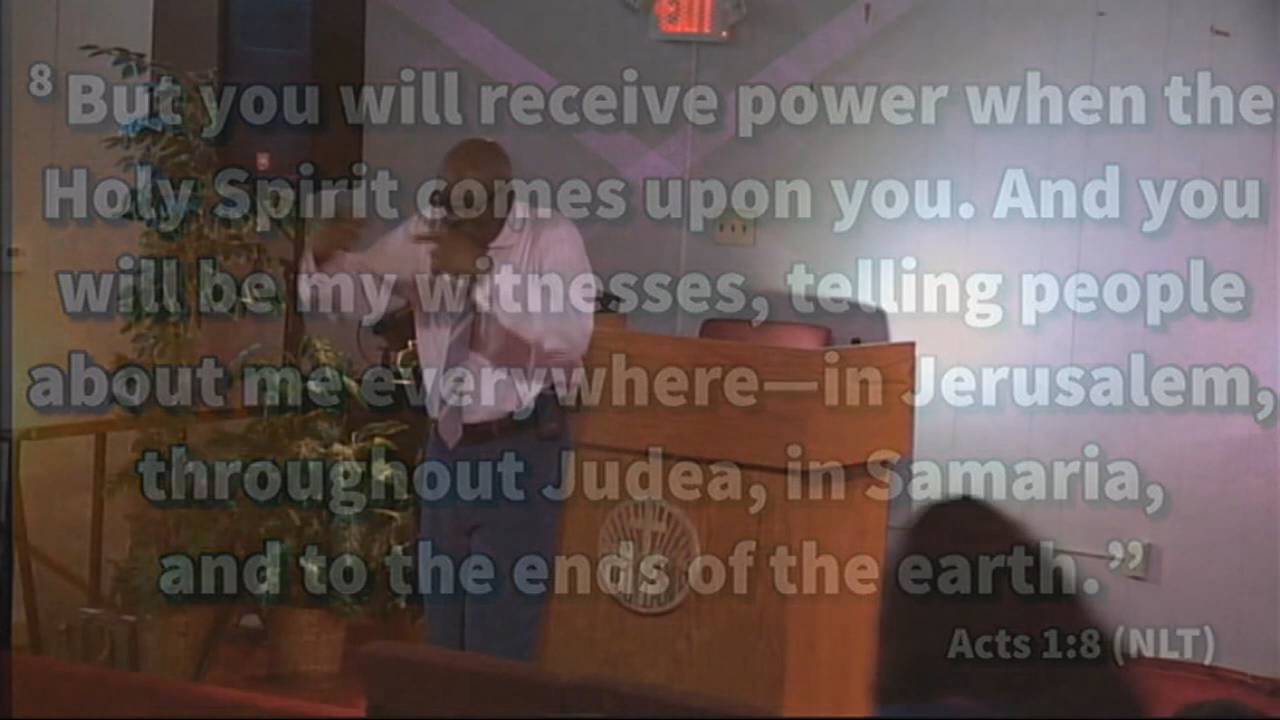 8 But you will receive power when the
Holy Spirit comes upon you. And you
will be my witnesses, telling people
about me everywhere—in Jerusalem,
throughout Judea, in Samaria,
and to the ends of the earth.”
Acts 1:8 (NLT)